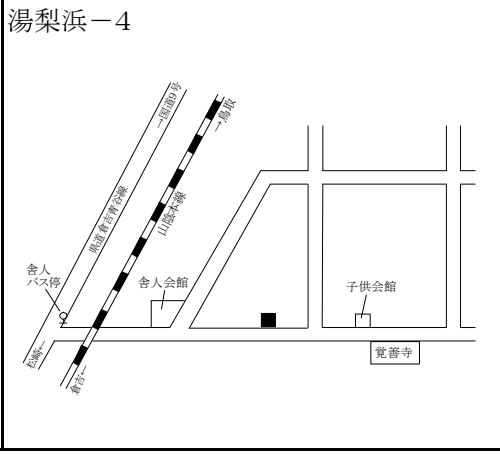 湯梨浜－4
→国道9号
→鳥取
県道倉吉青谷線
山陰本線
舎人
バス停
舎人会館
子供会館
覚善寺
松崎←
倉吉←